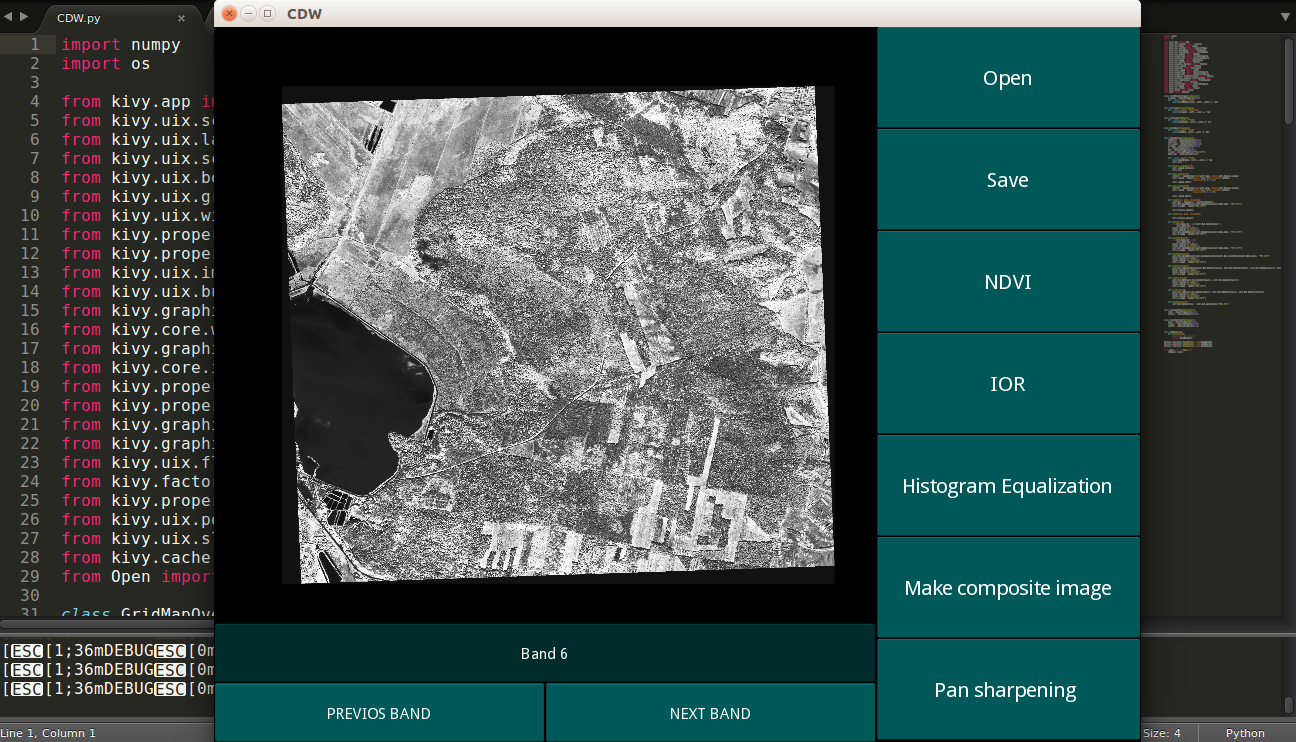 CDW.py
CDW
1 import numpy
2 import os
3
4 from kivy.app i
5 from kivy.uix.s
6 from kivy.uix.la
7 from kivy.uix.s
8 from kivy.uix.b
9 from kivy.uix.g
10 from kivy.uix.w
11 from kivy.prope
12 from kivy.prope
13 from kivy.uix.i
14 from kivy.uix.b
15 from kivy.graph
16 from kivy.core.w
17 from kivy.graph
18 from kivy.core.i
19 from kivy.prope
20 from kivy.prope
21 from kivy.graph
22 from kivy.graph
23 from kivy.uix.f
24 from kivy.facto
25 from kivy.prope
26 from kivy.uix.p
27 from kivy.uix.s
28 from kivy.cache
29 from Open impor
30
31 class GridMapOv
Open
Save
NDVI
IOR
Histogram Equalization
Make composite image
Pan sharpening
Band 6
PREVIOS BAND
NEXT BAND
[ESC[1;36mDEBUGESC[0m
[ESC[1;36mDEBUGESC[0m
[ESC[1;36mDEBUGESC[0m
Line 1, Column 1
Size: 4
Python